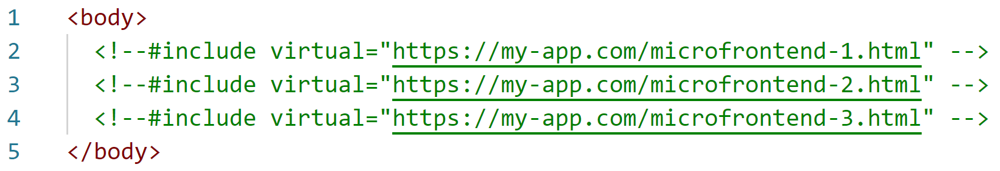 1 <body>
2 <!--#include virtual="https://my-app.com/microfrontend-1.html" -->
3 <!--#include virtual="https://my-app.com/microfrontend-2.html" -->
4 <!--#include virtual="https://my-app.com/microfrontend-3.html" -->
5 </body>